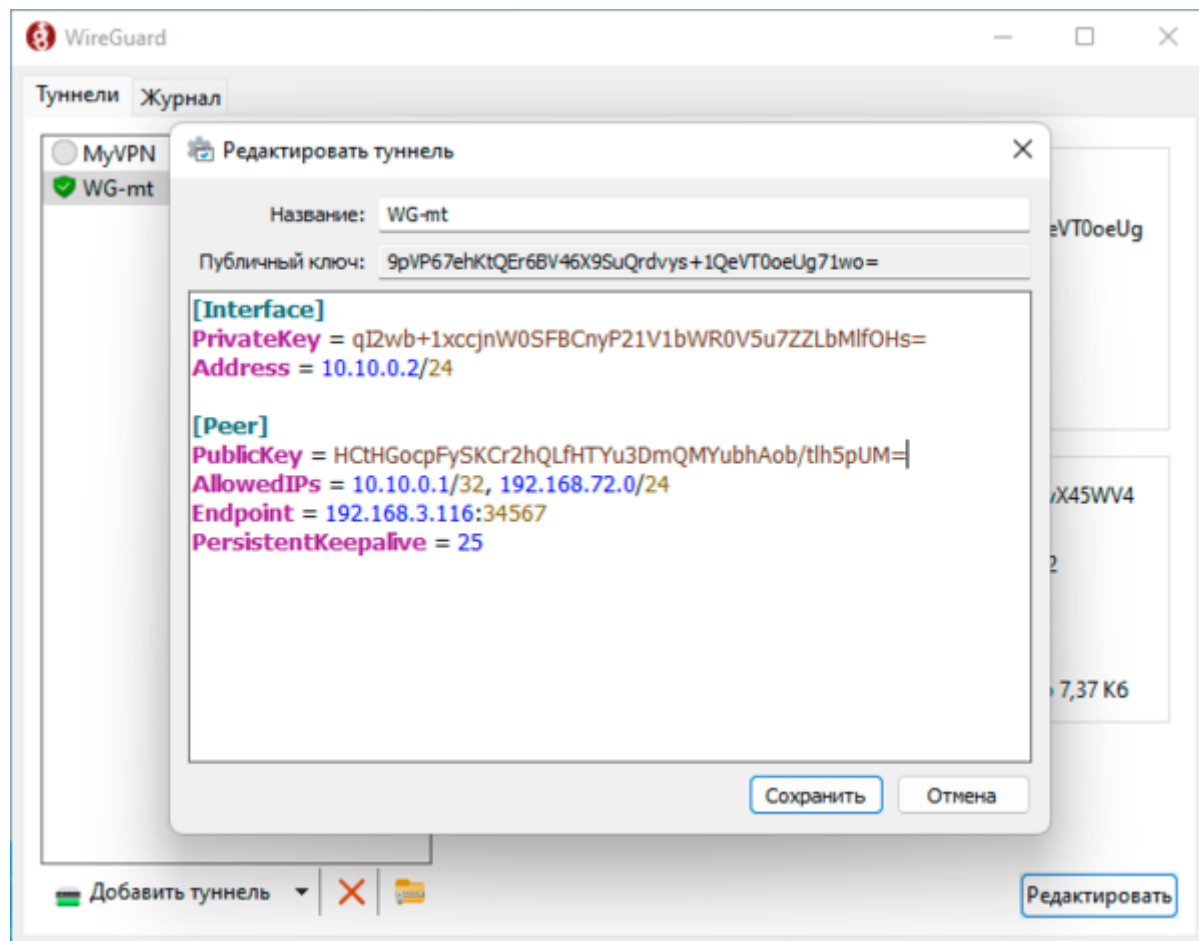 WireGuard
Туннели Журнал
MyVPN
WG-mt
Редактировать туннель
Название: WG-mt
Публичный ключ: 9pVP67ehKtQEr6BV46X9SuQrdvys+1QeVT0oeUg71wo=
[Interface]
PrivateKey = qI2wb+1xccjnW0SFBCnyP21V1bWR0V5u7ZZLbMlfOHs=
Address = 10.10.0.2/24
[Peer]
PublicKey = HCtHGocpFySKCr2hQLfHTYu3DmQMYubhAob/tlh5pUM=
AllowedIPs = 10.10.0.1/32, 192.168.72.0/24
Endpoint = 192.168.3.116:34567
PersistentKeepalive = 25
eVT0oeUg
X45WV4
2
7,37 Кб
Сохранить Отмена
Добавить туннель
Редактировать